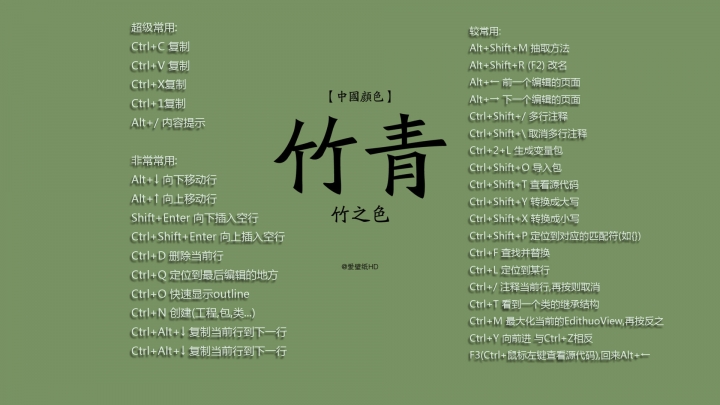 超级常用:
Ctrl+C 复制
Ctrl+V 复制
Ctrl+X复制
Ctrl+1复制
Alt+/ 内容提示
非常常用:
Alt+↓ 向下移动行
Alt+↑ 向上移动行
Shift+Enter 向下插入空行
Ctrl+Shift+Enter 向上插入空行
Ctrl+D 删除当前行
Ctrl+Q 定位到最后编辑的地方
Ctrl+O 快速显示outline
Ctrl+N 创建(工程,包,类...)
Ctrl+Alt+↓ 复制当前行到下一行
Ctrl+Alt+↓ 复制当前行到下一行
【中國顏色】
竹青
竹之色
@爱壁纸HD
较常用:
Alt+Shift+M 抽取方法
Alt+Shift+R (F2) 改名
Alt+← 前一个编辑的页面
Alt+→ 下一个编辑的页面
Ctrl+Shift+/ 多行注释
Ctrl+Shift+\ 取消多行注释
Ctrl+2+L 生成变量包
Ctrl+Shift+O 导入包
Ctrl+Shift+T 查看源代码
Ctrl+Shift+Y 转换成大写
Ctrl+Shift+X 转换成小写
Ctrl+Shift+P 定位到对应的匹配符(如{})
Ctrl+F 查找并替换
Ctrl+L 定位到某行
Ctrl+/ 注释当前行,再按则取消
Ctrl+T 看到一个类的继承结构
Ctrl+M 最大化当前的EdithuoView,再按反之
Ctrl+Y 向前进 与Ctrl+Z相反
F3(Ctrl+鼠标左键查看源代码),回来Alt+←